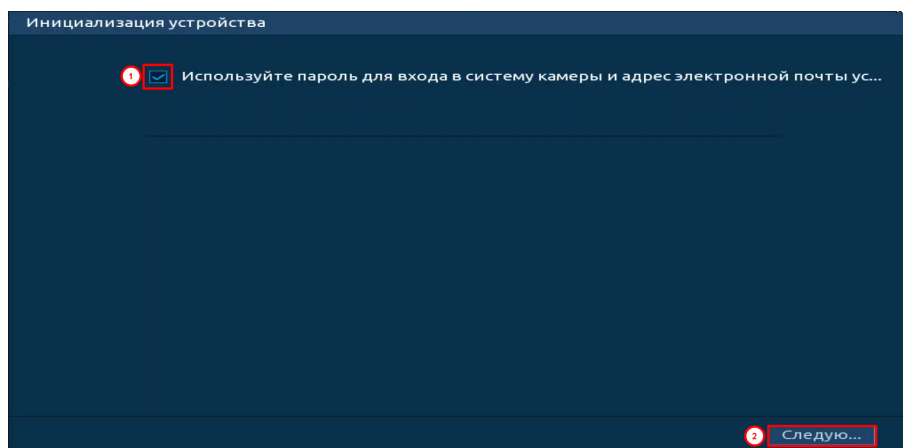 Инициализация устройства
1 Используйте пароль для входа в систему камеры и адрес электронной почты ус...
2 Следую...